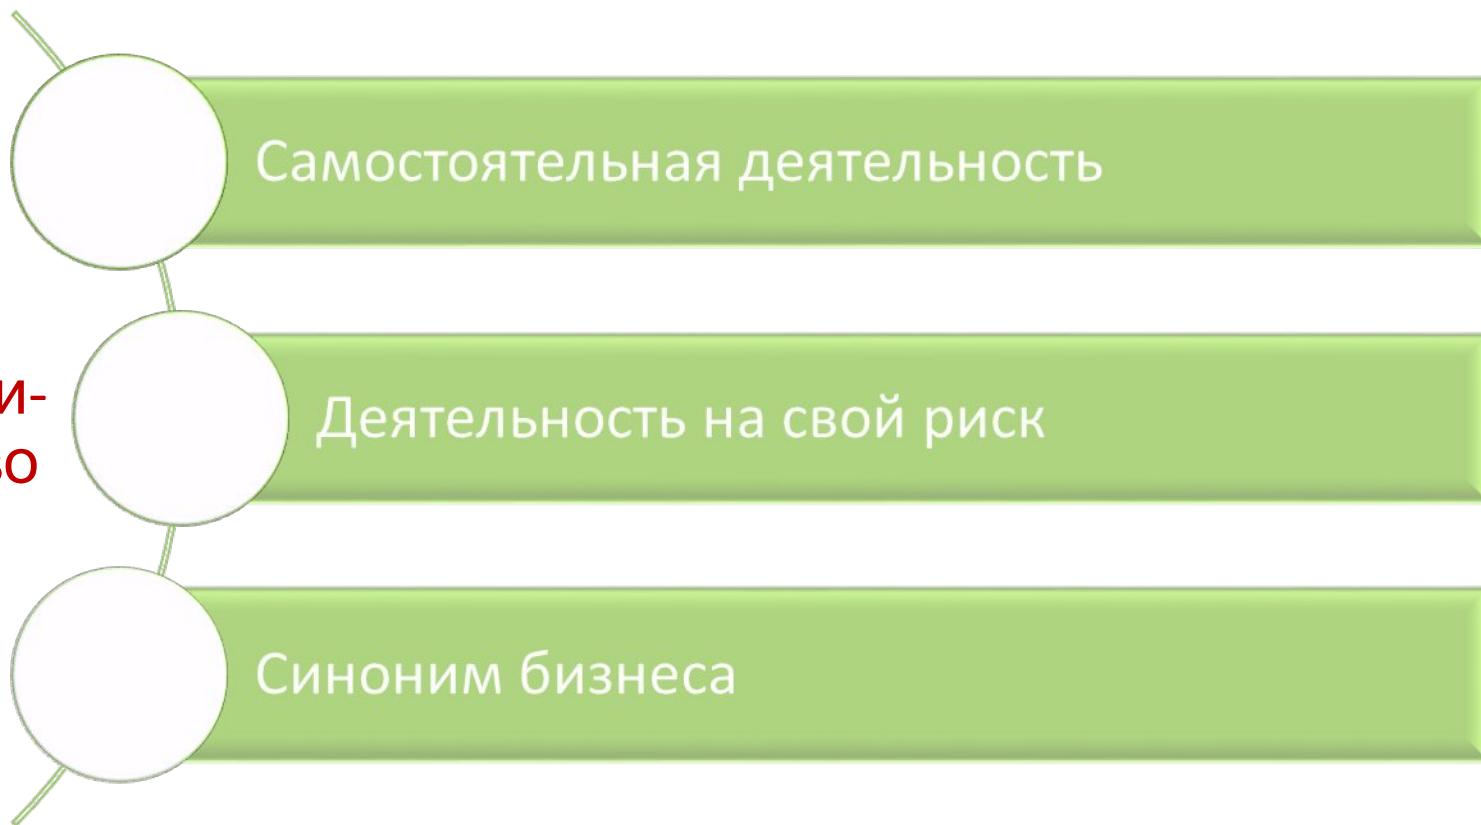 Самостоятельная деятельность
и-
во
Деятельность на свой риск
Синоним бизнеса